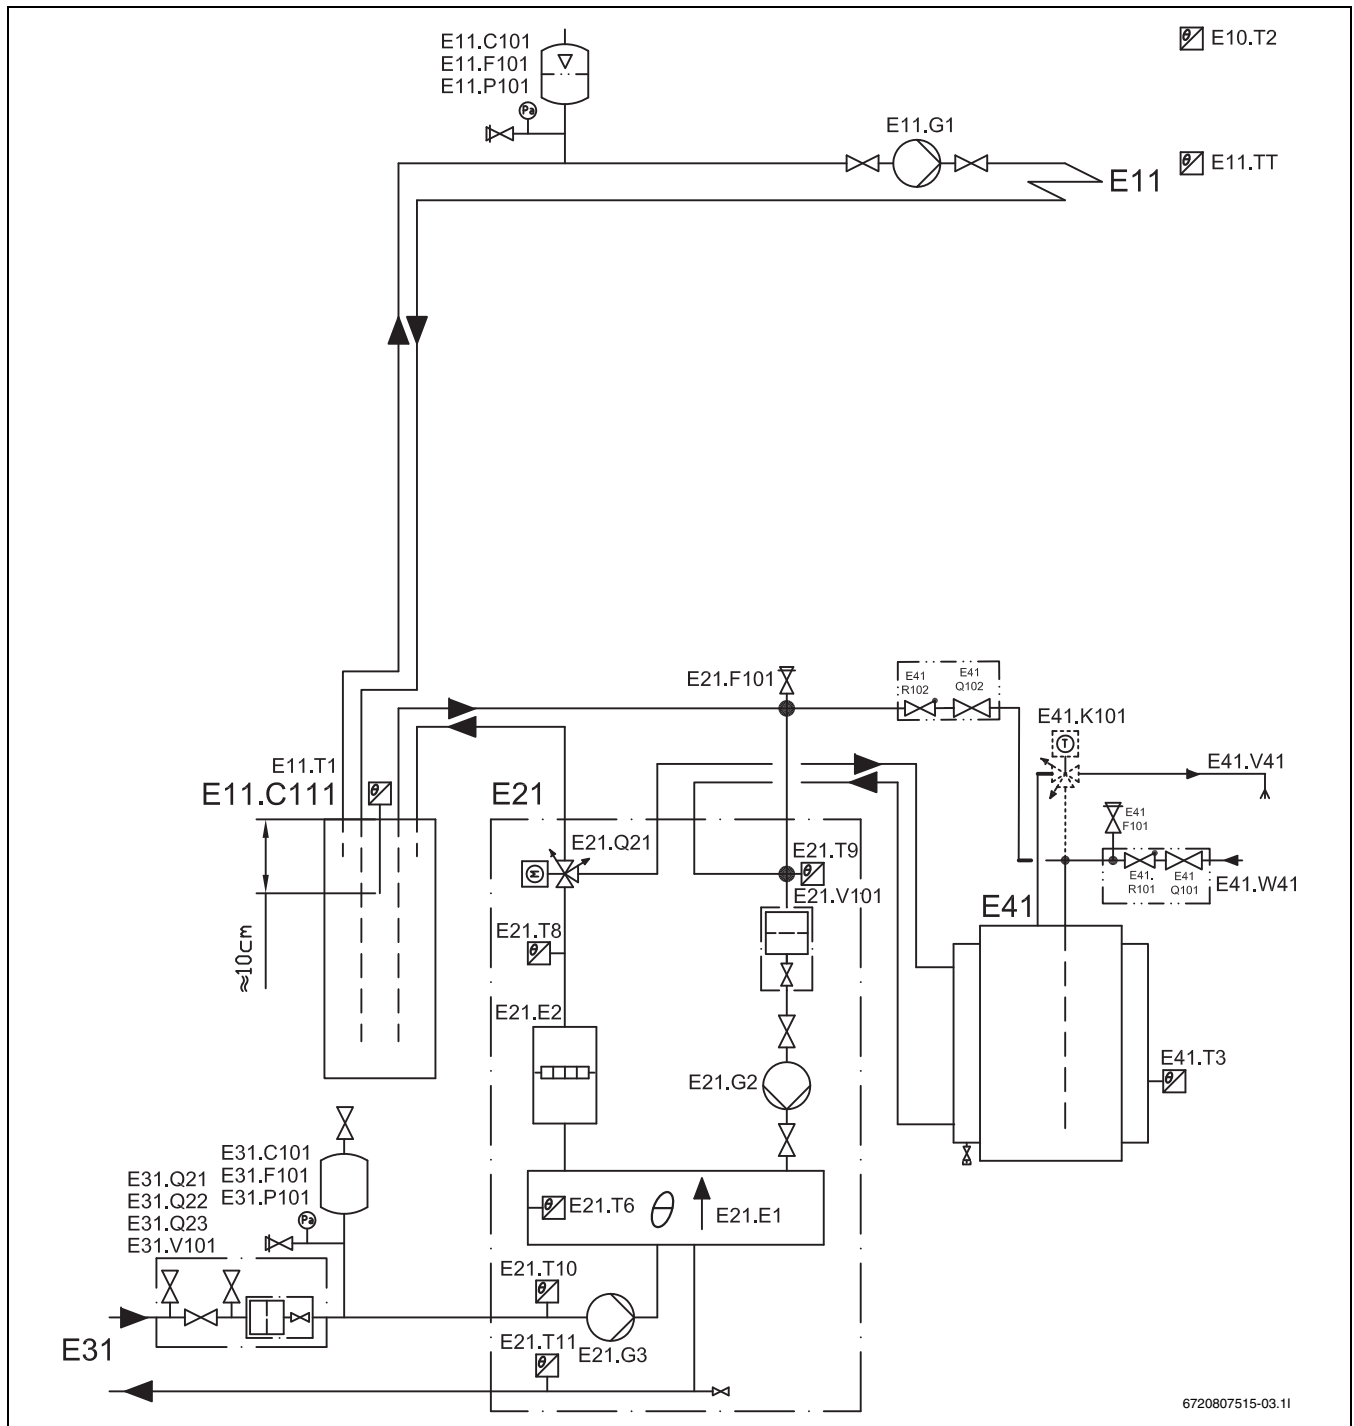 E11.C101
E11.F101
E11.P101
Pa
E11.G1
E10.T2
E11.TT
E11
E21.F101
E41
R102
E41
Q102
E41.K101
T
E41.V41
E11.T1
E11.C111
E21
E21.Q21
M
E21.T9
E21.V101
E41
F101
E41.
R101
E41
Q101
E41.W41
E41
≈10cm
E21.T8
E21.E2
E21.G2
E41.T3
E31.C101
E31.F101
E31.P101
Pa
E31.Q21
E31.Q22
E31.Q23
E31.V101
E21.T6
E21.E1
E21.T10
E21.T11
E21.G3
E31
6720807515-03.1I